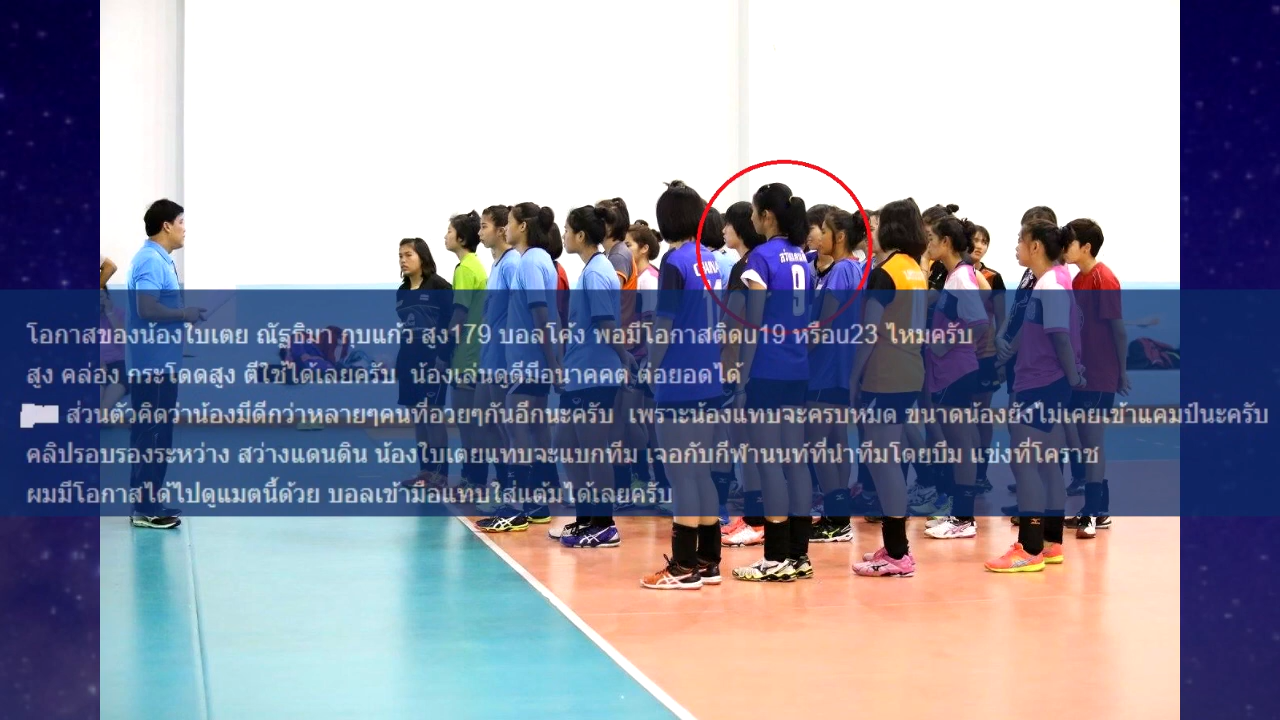 CHINA
สว่างแดนดิน
9
โอกาสของน้องใบเตย ณัฐธิมา กุบแก้ว สูง179 บอลโค้ง พอมีโอกาสติดu19 หรือu23 ไหมครับ
สูง คล่อง กระโดดสูง ตีใช้ได้เลยครับ น้องเล่นดูดีมีอนาคคต ต่อยอดได้
ส่วนตัวคิดว่าน้องมีดีกว่าหลายๆคนที่อวยๆกันอีกนะครับ เพราะน้องแทบจะครบหมด ขนาดน้องยังไม่เคยเข้าแคมป์นะครับ
คลิปรอบรองระหว่าง สว่างแดนดิน น้องใบเตยแทบจะแบกทีม เจอกับกีฬานนท์ที่นำทีมโดยบีม แข่งที่โคราช
ผมมีโอกาสได้ไปดูแมตนี้ด้วย บอลเข้ามือแทบใส่แต้มได้เลยครับ